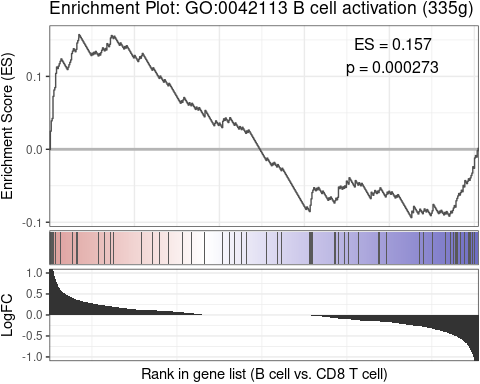 Enrichment Plot: GO:0042113 B cell activation (335g)
Enrichment Score (ES)
0.1
0.0
-0.1
ES = 0.157
p = 0.000273
LogFC
1.0
0.5
0.0
-0.5
-1.0
Rank in gene list (B cell vs. CD8 T cell)